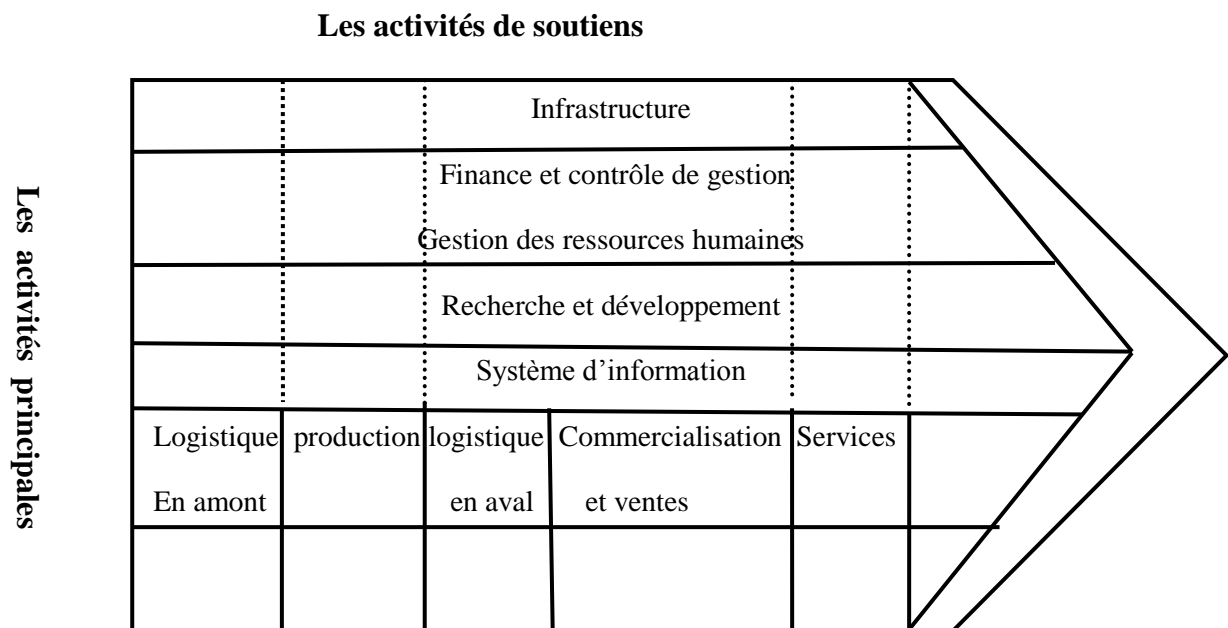 Les activités de soutiens
Les activités principales
Infrastructure
Finance et contrôle de gestion
Gestion des ressources humaines
Recherche et développement
Système d’information
Logistique production logistique Commercialisation Services
En amont en aval et ventes